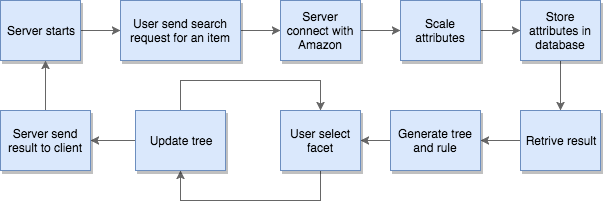 Server starts
User send search
request for an item
Server
connect with
Amazon
Scale
attributes
Store
attributes in
database
Server send
result to client
Update tree
User select
facet
Generate tree
and rule
Retrive result